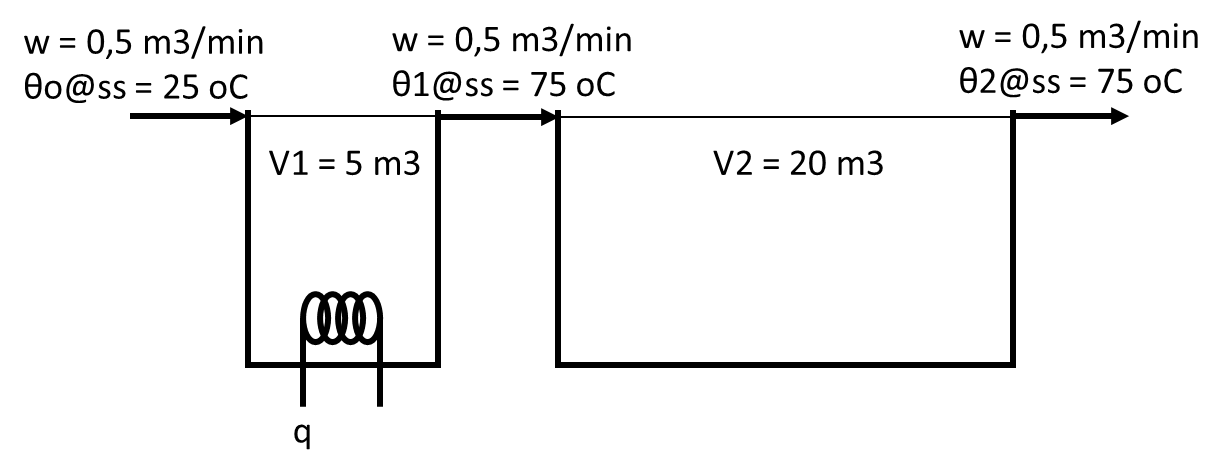 w = 0,5 m3/min
θo@ss = 25 oC
w = 0,5 m3/min
θ1@ss = 75 oC
w = 0,5 m3/min
θ2@ss = 75 oC
V1 = 5 m3
V2 = 20 m3
q